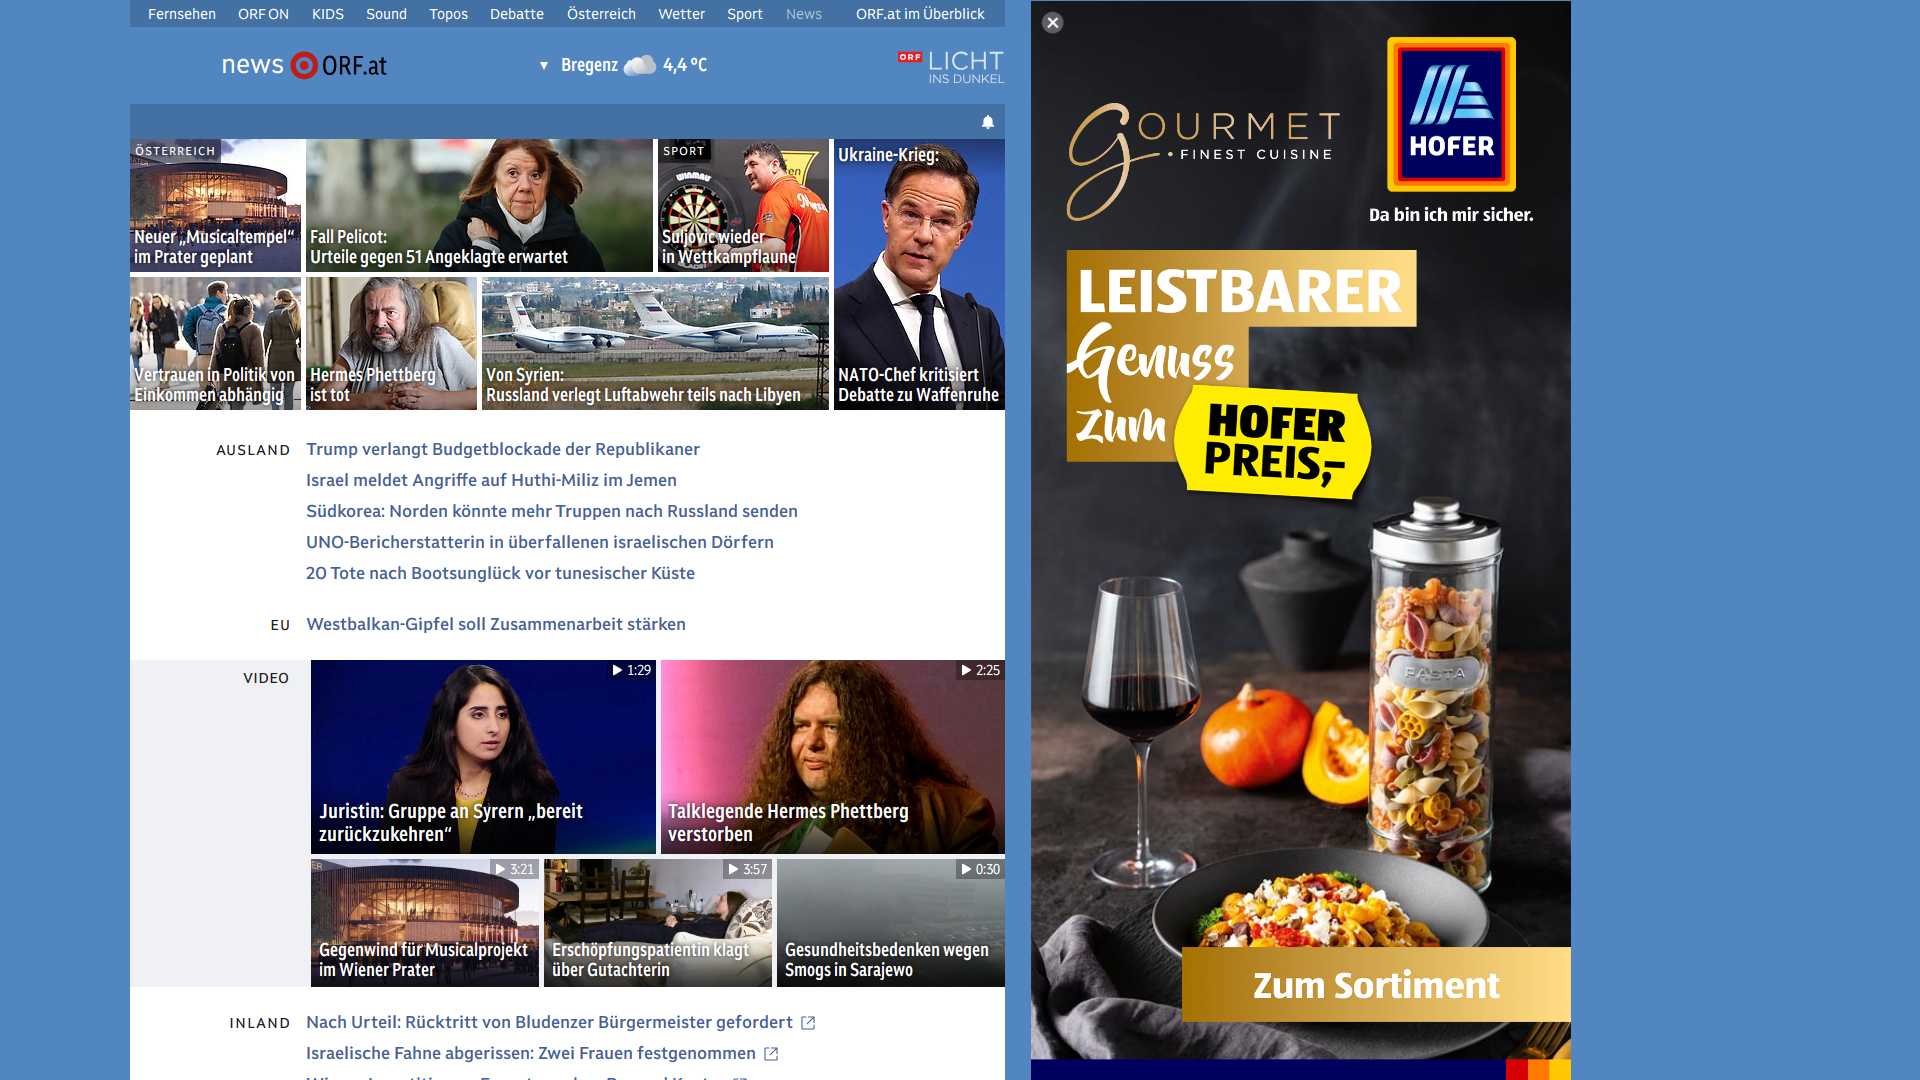 Fernsehen ORF ON KIDS Sound Topos Debatte Österreich Wetter Sport News ORF.at im Überblick
news ORF.at
Bregenz 4,4 °C
ORF LICHT
INS DUNKEL
ÖSTERREICH
Neuer „Musicaltempel“
im Prater geplant
Fall Pelicot:
Urteile gegen 51 Angeklagte erwartet
SPORT
WINMAU
Suljovic wieder
in Wettkampflaune
Ukraine-Krieg:
NATO-Chef kritisiert
Debatte zu Waffenruhe
Vertrauen in Politik von
Einkommen abhängig
Hermes Phettberg
ist tot
Von Syrien:
Russland verlegt Luftabwehr teils nach Libyen
AUSLAND
Trump verlangt Budgetblockade der Republikaner
Israel meldet Angriffe auf Huthi-Miliz im Jemen
Südkorea: Norden könnte mehr Truppen nach Russland senden
UNO-Bericherstatterin in überfallenen israelischen Dörfern
20 Tote nach Bootsunglück vor tunesischer Küste
EU
Westbalkan-Gipfel soll Zusammenarbeit stärken
VIDEO
1:29
Juristin: Gruppe an Syrern „bereit
zurückzukehren“
2:25
Talklegende Hermes Phettberg
verstorben
3:21
Gegenwind für Musicalprojekt
im Wiener Prater
3:57
Erschöpfungspatientin klagt
über Gutachterin
0:30
Gesundheitsbedenken wegen
Smogs in Sarajewo
INLAND
Nach Urteil: Rücktritt von Bludenzer Bürgermeister gefordert
Israelische Fahne abgerissen: Zwei Frauen festgenommen
GOURMET
FINEST CUISINE
HOFER
Da bin ich mir sicher.
LEISTBARER
Genuss
zum
HOFER
PREIS,-
PASTA
Zum Sortiment